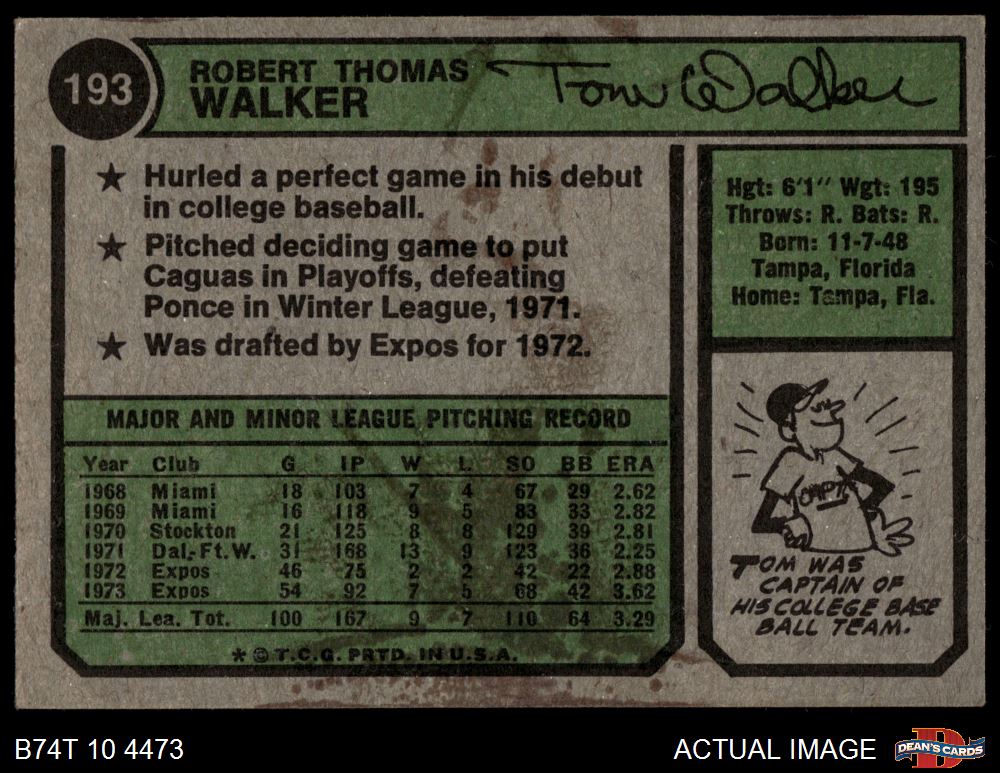 193
ROBERT THOMAS
WALKER
Tom Walker
★ Hurled a perfect game in his debut
in college baseball.
★ Pitched deciding game to put
Caguas in Playoffs, defeating
Ponce in Winter League, 1971.
★ Was drafted by Expos for 1972.
Hgt: 6'1" Wgt: 195
Throws: R. Bats: R.
Born: 11-7-48
Tampa, Florida
Home: Tampa, Fla.
MAJOR AND MINOR LEAGUE PITCHING RECORD
Year Club G IP W L SO BB ERA
1968 Miami 18 103 7 4 67 29 2.62
1969 Miami 16 118 9 5 83 33 2.82
1970 Stockton 21 125 8 8 129 39 2.81
1971 Dal.-Ft.W. 31 168 13 9 123 36 2.25
1972 Expos 46 75 2 2 42 22 2.88
1973 Expos 54 92 7 5 68 42 3.62
Maj. Lea. Tot. 100 167 9 7 110 64 3.29
* © T.C.G. PRTD. IN U.S.A.
CAPT.
TOM WAS
CAPTAIN OF
HIS COLLEGE BASE
BALL TEAM.
B74T 10 4473
ACTUAL IMAGE
D
DEAN'S CARDS